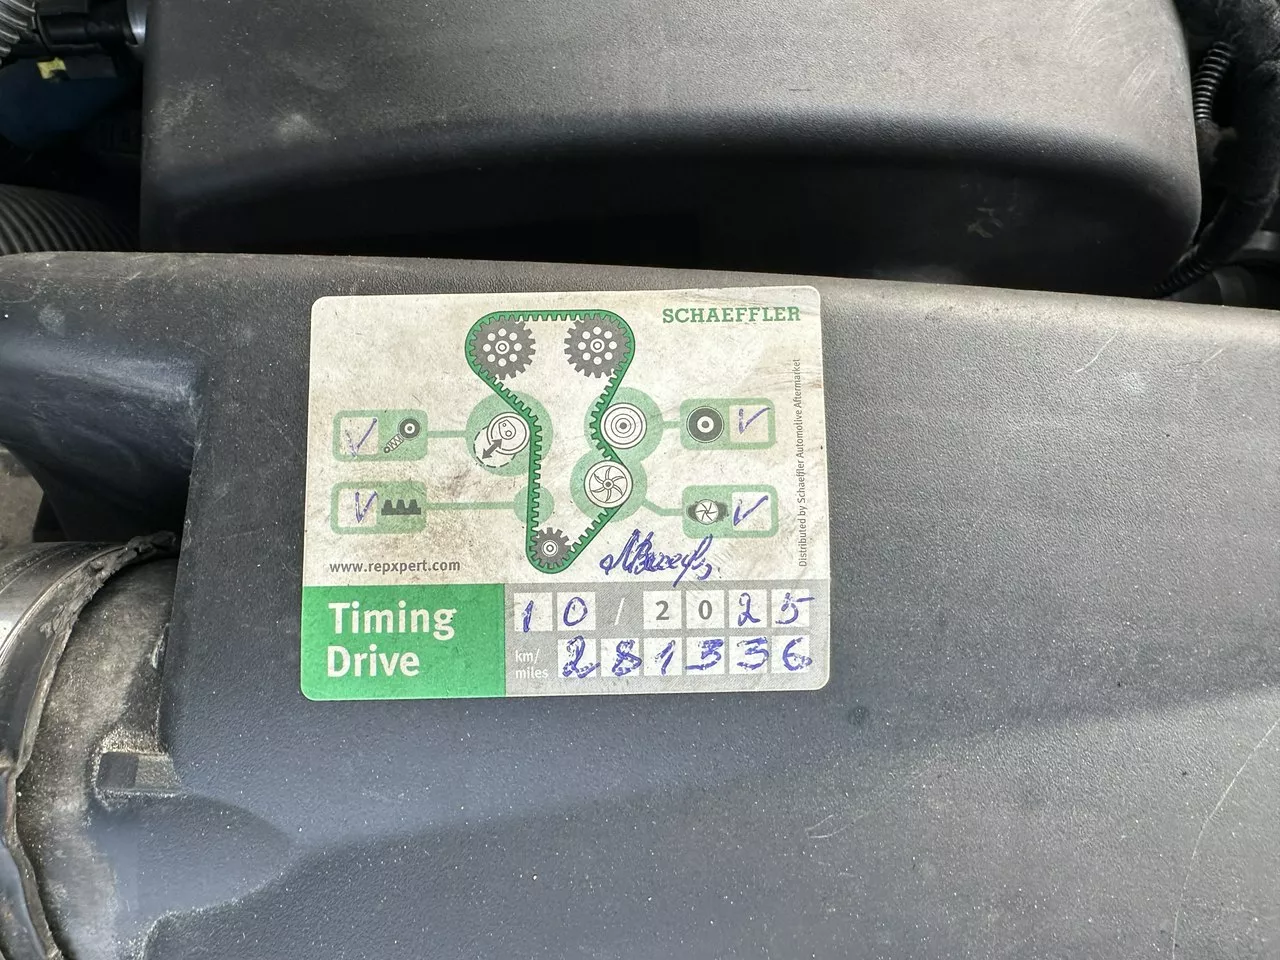 SCHAEFFLER
Distributed by Schaeffler Automotive Aftermarket
www.repxpert.com
Timing
Drive
10 / 2025
km/
miles
281336